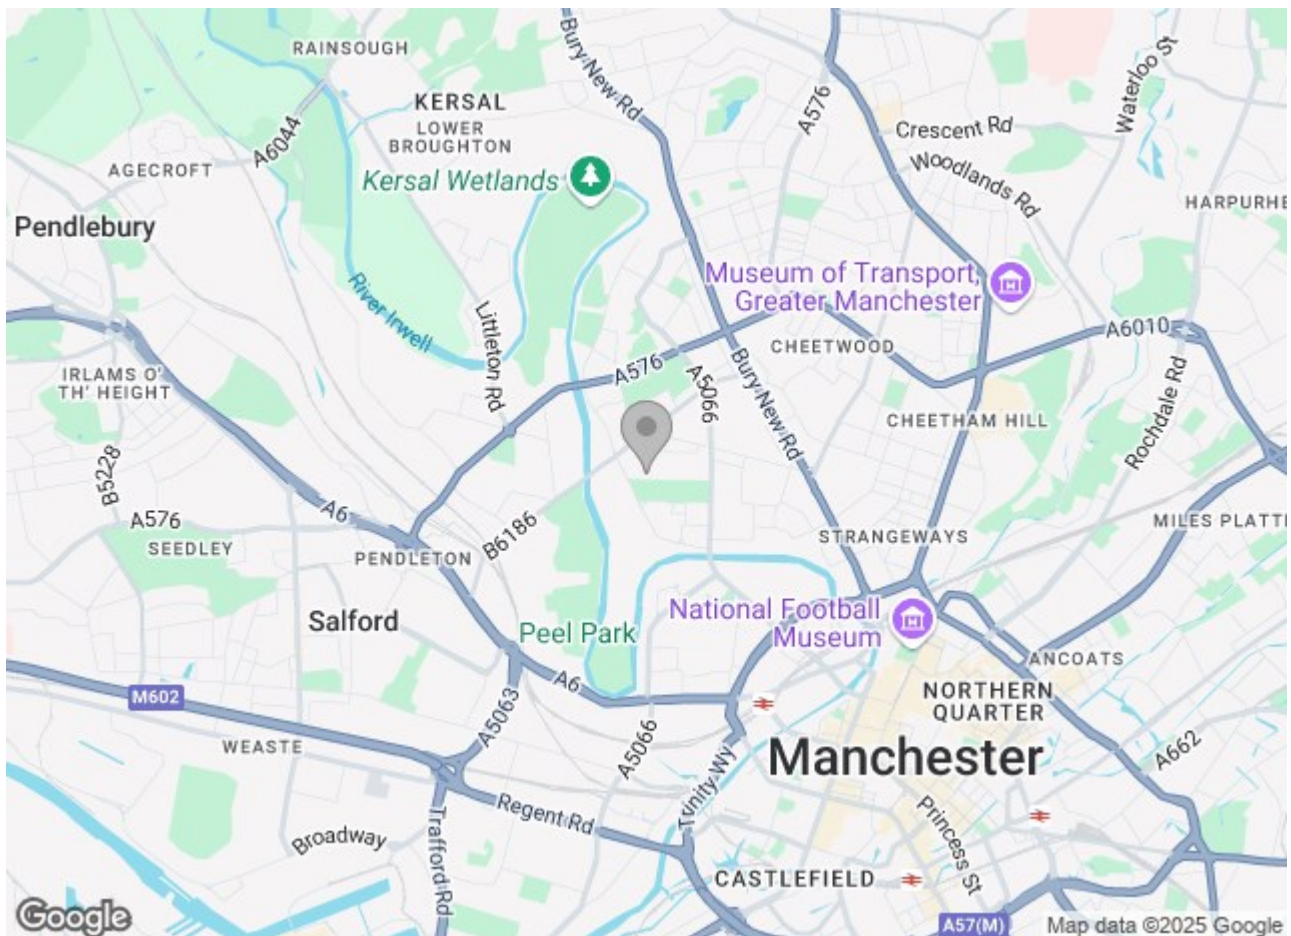 RAINSOUGH
KERSAL
LOWER
BROUGHTON
Bury New Rd
A576
Waterloo St
Crescent Rd
Woodlands Rd
A6044
AGECROFT
Kersal Wetlands
HARPURHE
Pendlebury
River Irwell
Museum of Transport,
Greater Manchester
Littleton Rd
A6010
CHEETWOOD
A576
IRLAMS O'
TH' HEIGHT
A5066
Bury New Rd
Rochdale Rd
CHEETHAM HILL
B5228
A576
A6
B6186
SEEDLEY
PENDLETON
STRANGEWAYS
MILES PLATTI
Salford
Peel Park
National Football
Museum
ANCOATS
M602
A6
A5063
NORTHERN
QUARTER
WEASTE
A5066
Trinity Wy
Manchester
A662
Regent Rd
Broadway
Trafford Rd
Princess St
CASTLEFIELD
Google
A57(M)
Map data ©2025 Google